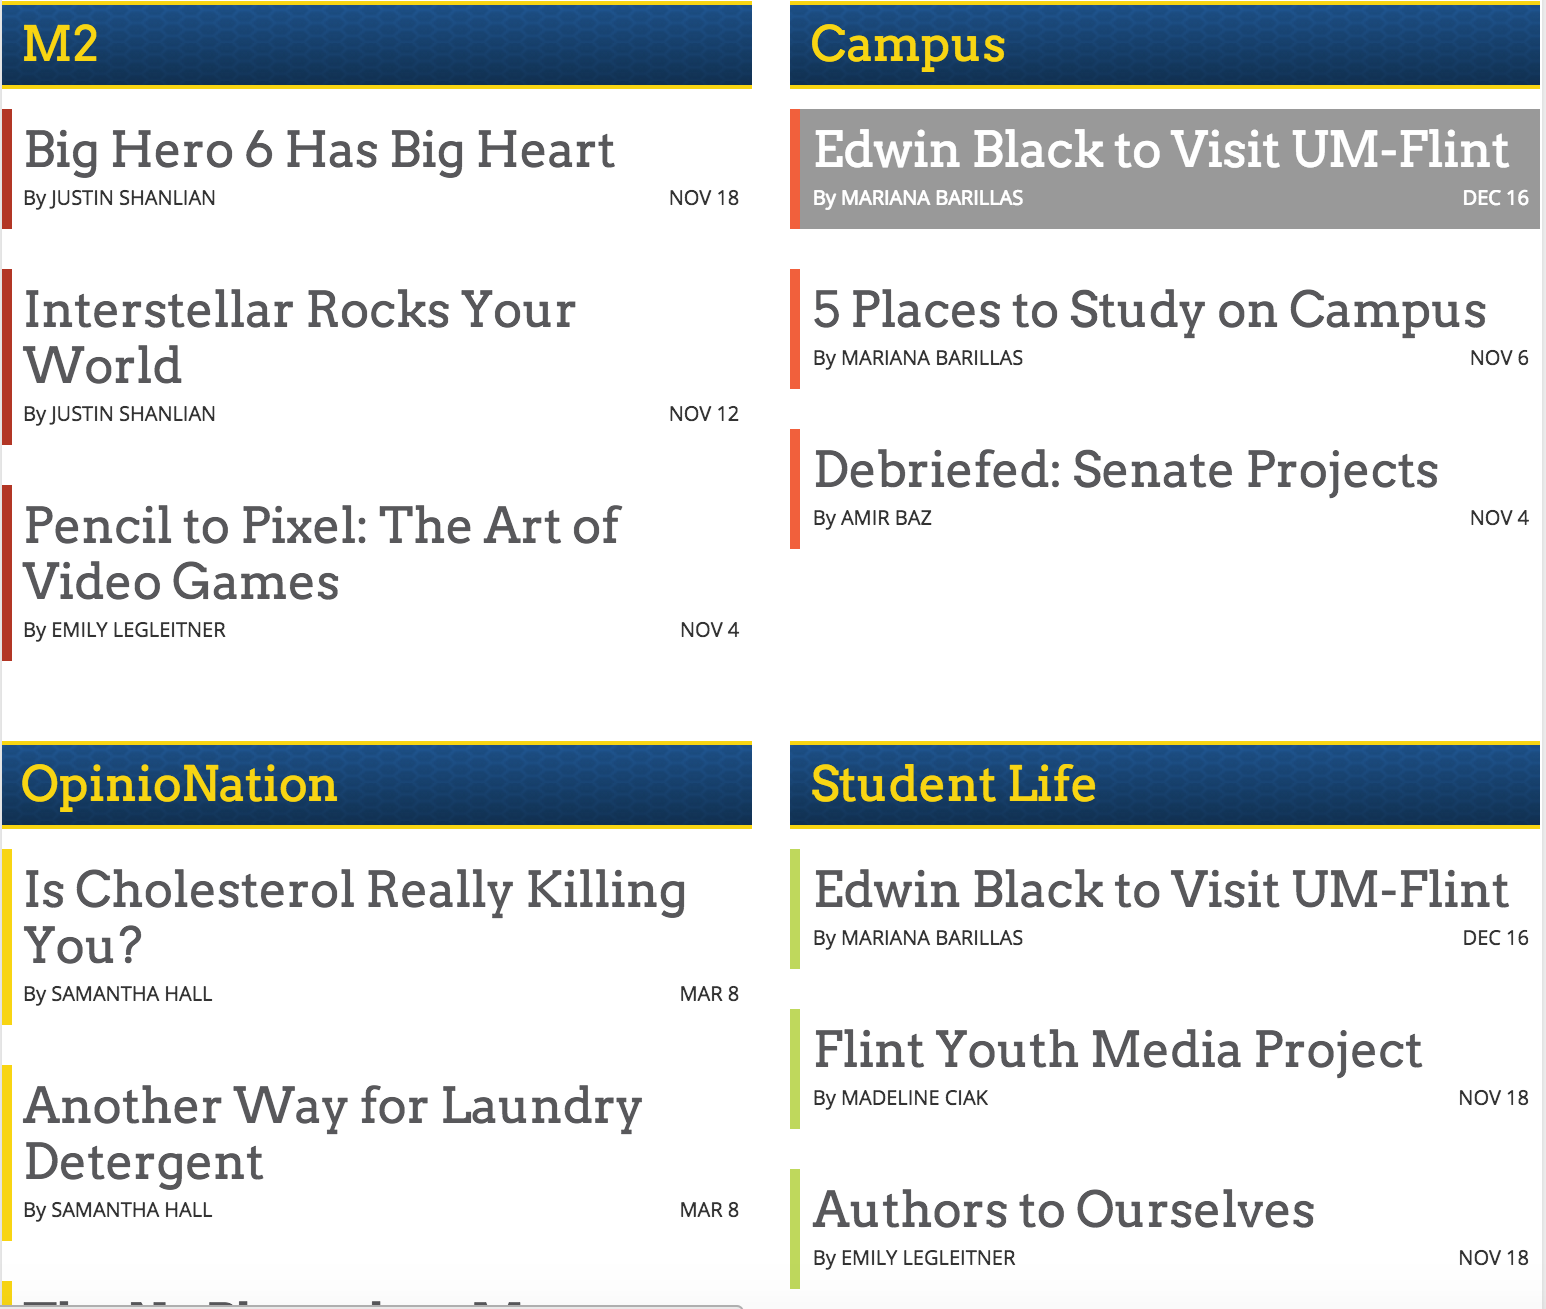 M2
Big Hero 6 Has Big Heart
By JUSTIN SHANLIAN NOV 18
Interstellar Rocks Your
World
By JUSTIN SHANLIAN NOV 12
Pencil to Pixel: The Art of
Video Games
By EMILY LEGLEITNER NOV 4
Campus
Edwin Black to Visit UM-Flint
By MARIANA BARILLAS DEC 16
5 Places to Study on Campus
By MARIANA BARILLAS NOV 6
Debriefed: Senate Projects
By AMIR BAZ NOV 4
OpinioNation
Is Cholesterol Really Killing
You?
By SAMANTHA HALL MAR 8
Another Way for Laundry
Detergent
By SAMANTHA HALL MAR 8
Student Life
Edwin Black to Visit UM-Flint
By MARIANA BARILLAS DEC 16
Flint Youth Media Project
By MADELINE CIAK NOV 18
Authors to Ourselves
By EMILY LEGLEITNER NOV 18